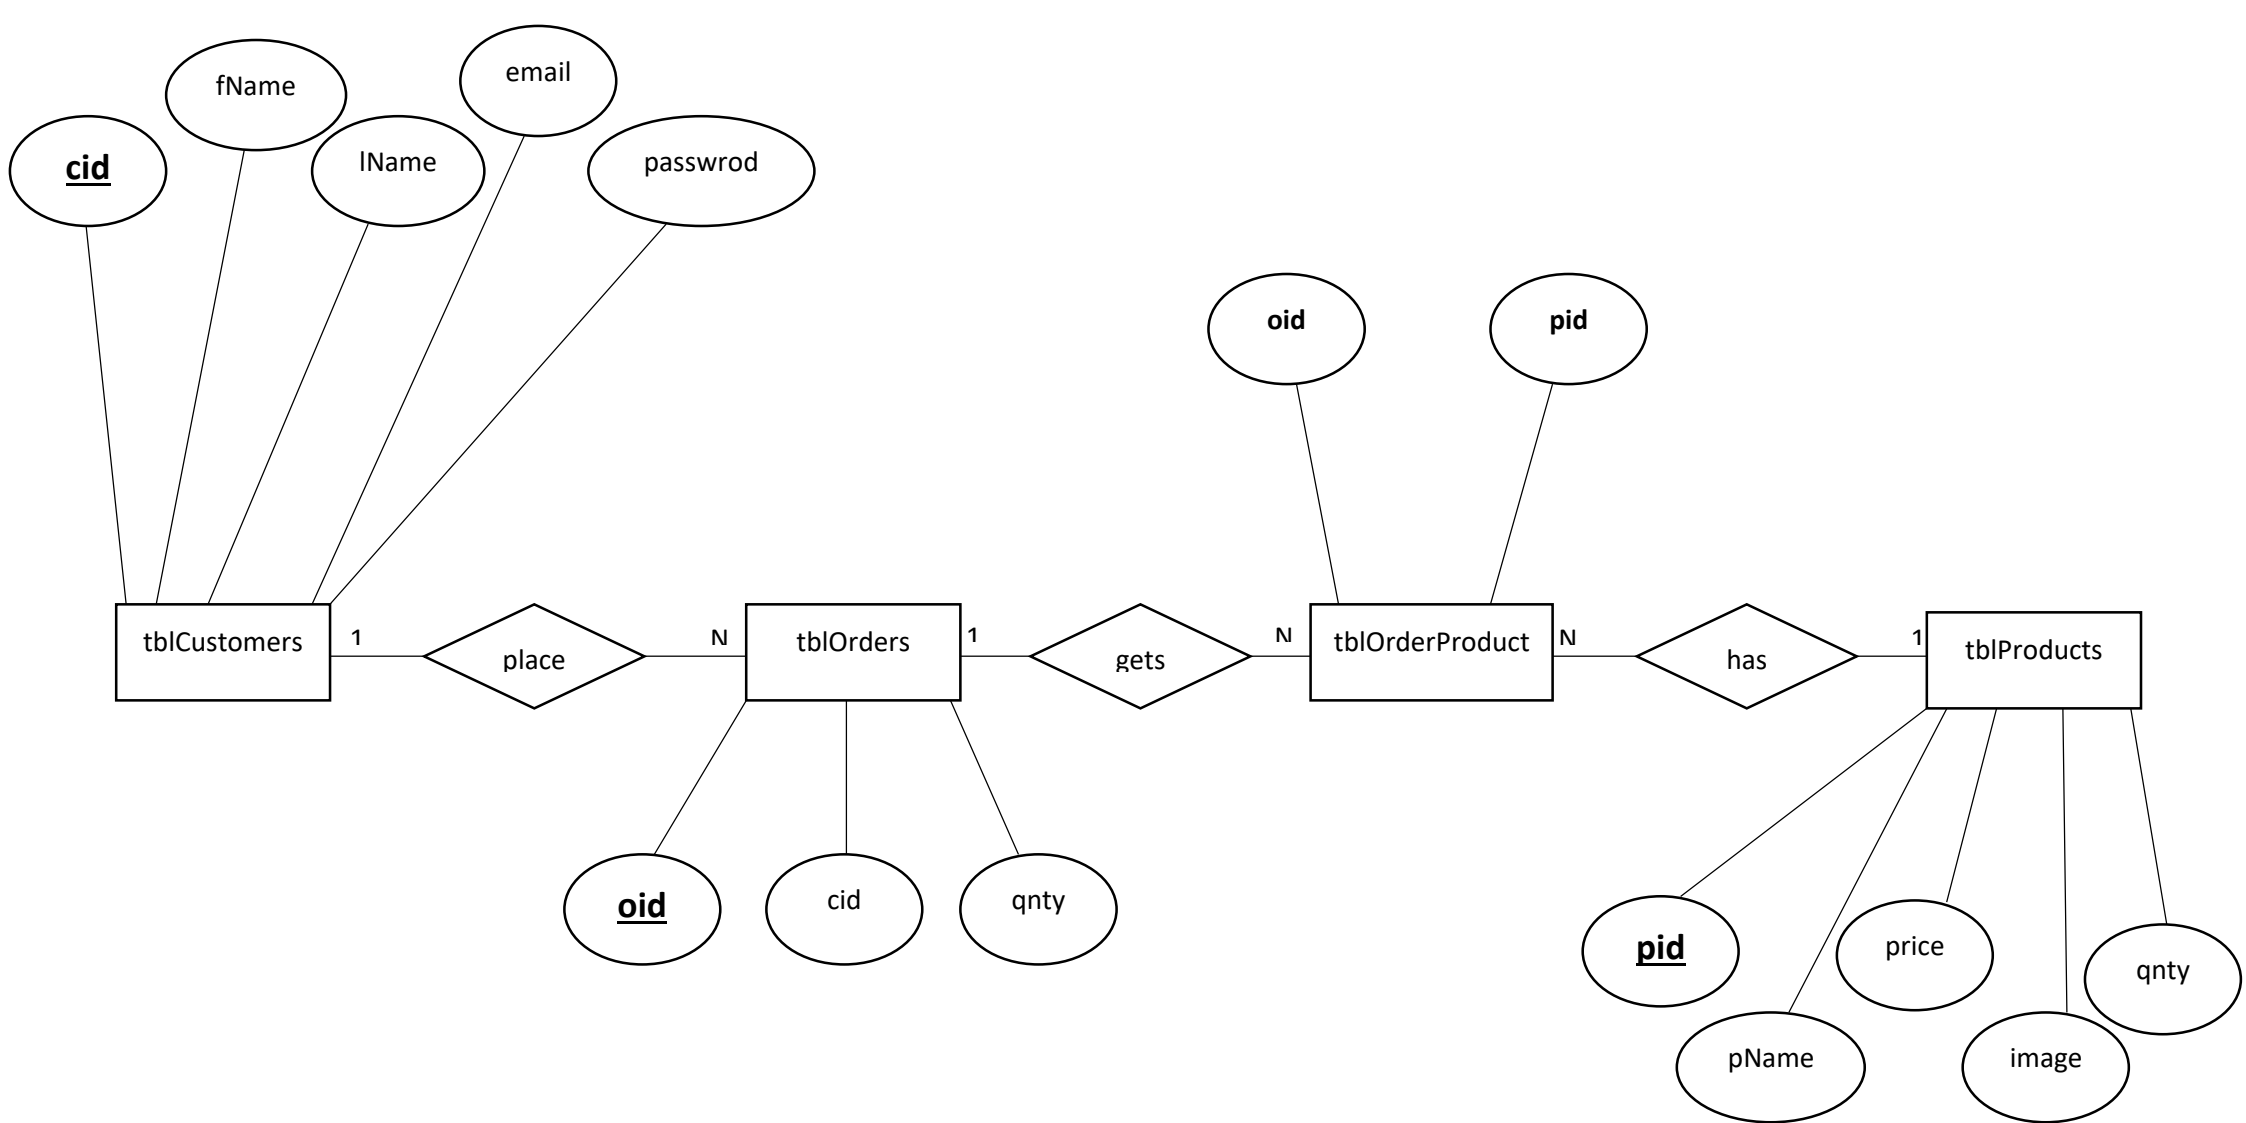 fName
email
cid
lName
passwrod
oid
pid
tblCustomers
1
place
N
tblOrders
1
gets
N
tblOrderProduct
N
has
1
tblProducts
oid
cid
qnty
pid
price
qnty
pName
image